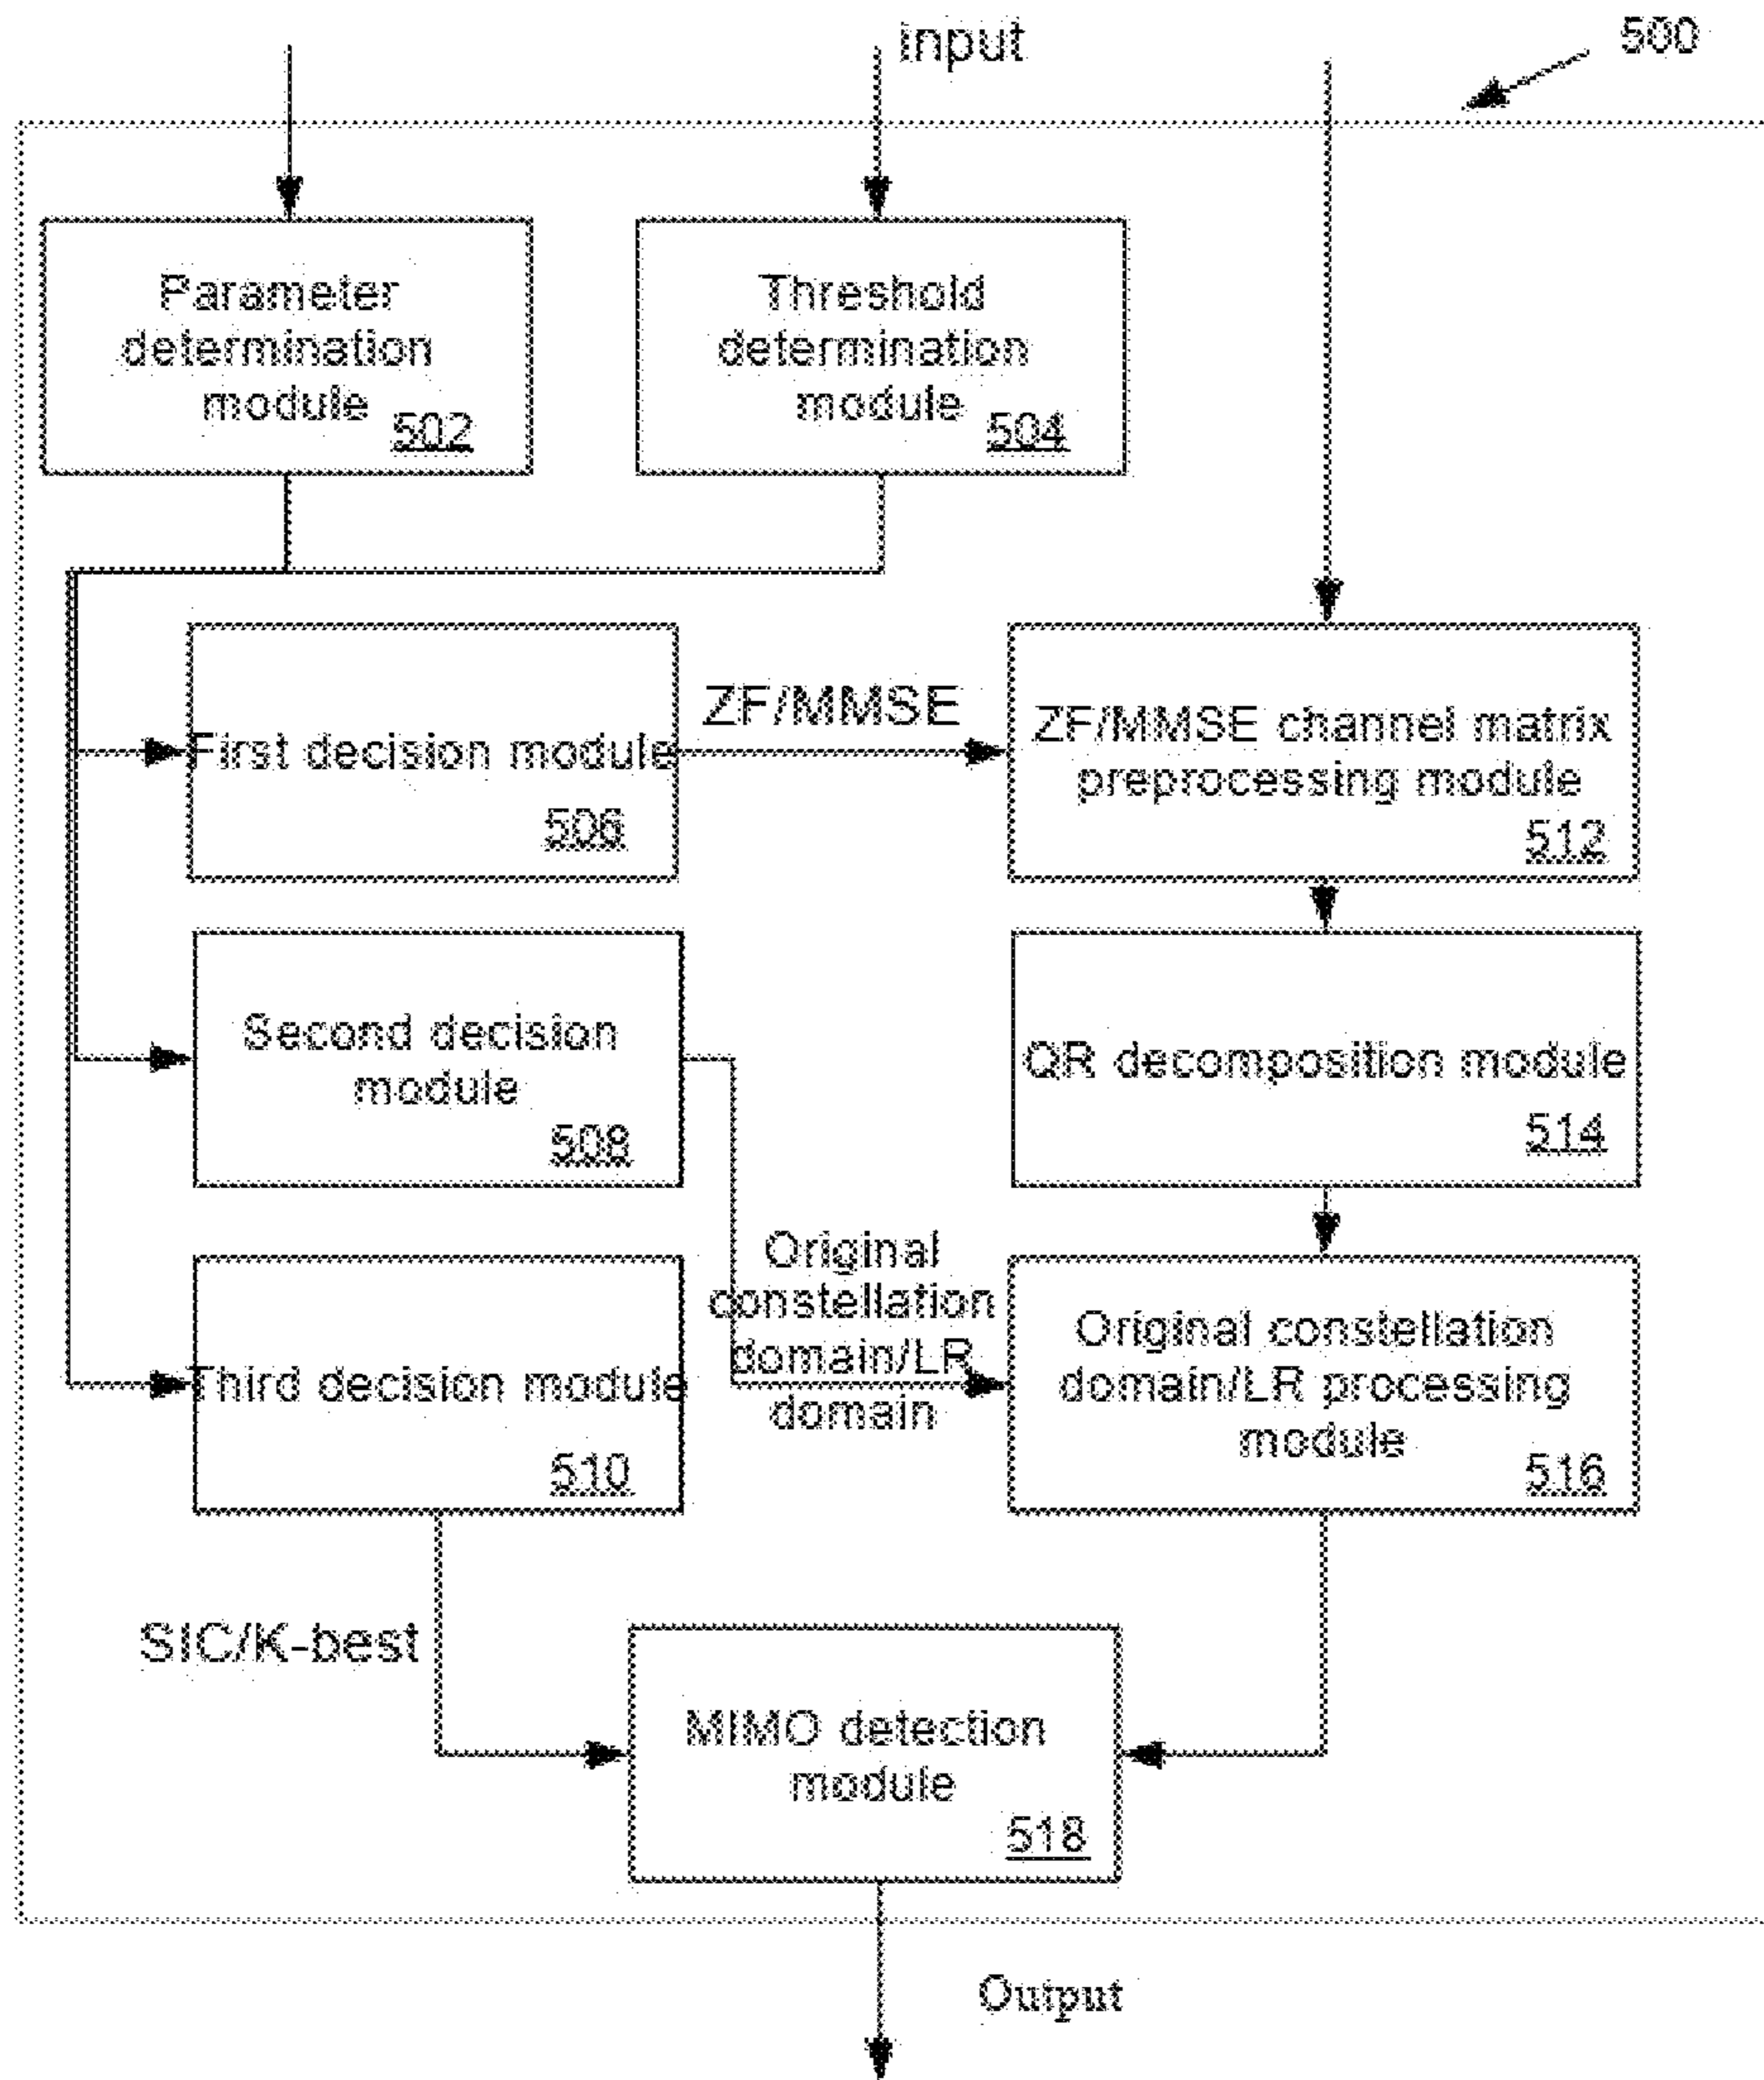 input
500
Parameter
determination
module
502
Threshold
determination
module
504
First decision module
506
ZF/MMSE
ZF/MMSE channel matrix
preprocessing module
512
Second decision
module
508
QR decomposition module
514
Third decision module
510
Original
constellation
domain/LR
domain
Original constellation
domain/LR processing
module
516
SIC/K-best
MIMO detection
module
518
Output